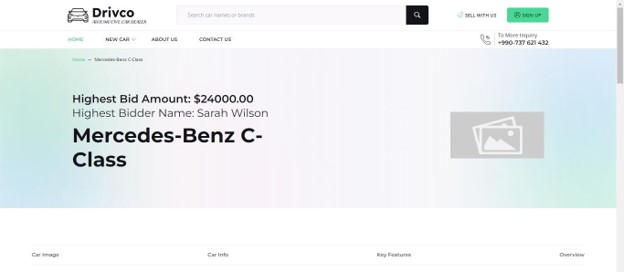 Drivco
AUTOMOTIVE CAR DEALER
Search car names or brands
SELL WITH US
SIGN UP
HOME
NEW CAR
ABOUT US
CONTACT US
To More Inquiry
+990-737 621 432
Home — Mercedes-Benz C-Class
Highest Bid Amount: $24000.00
Highest Bidder Name: Sarah Wilson
Mercedes-Benz C-
Class
Car Image
Car Info
Key Features
Overview